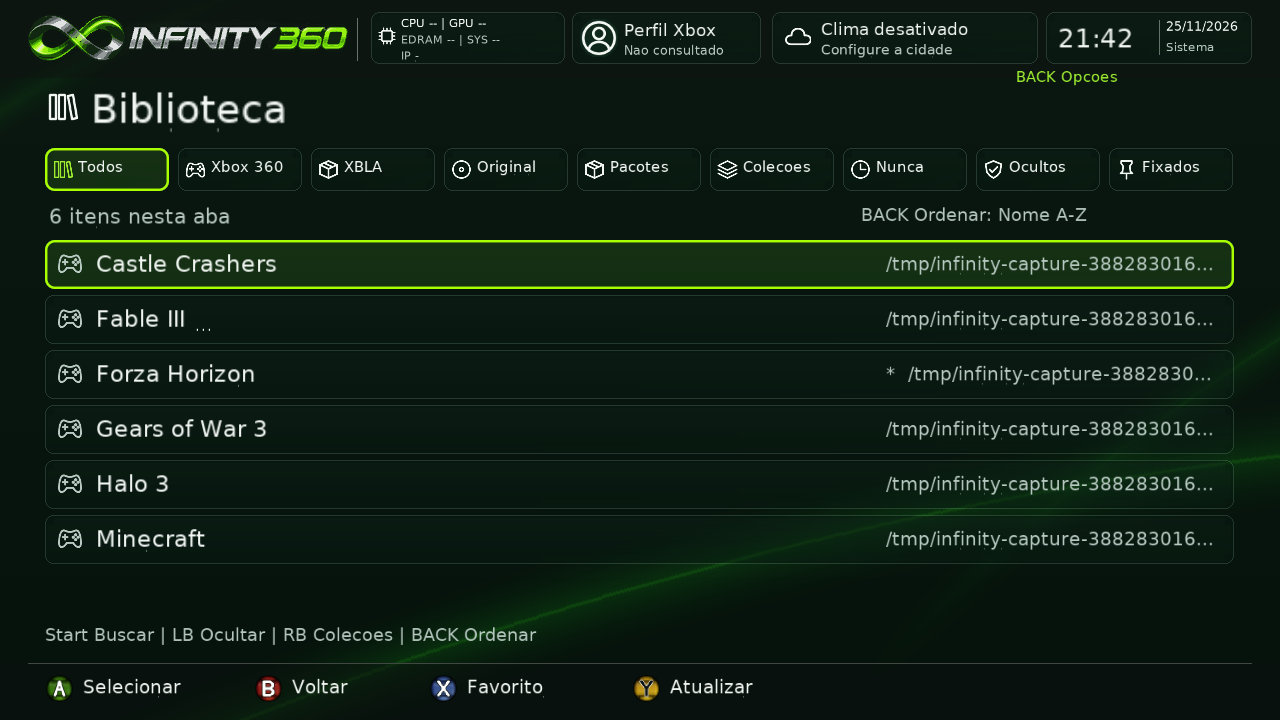 INFINITY 360
CPU -- | GPU --
EDRAM -- | SYS --
IP -
Perfil Xbox
Nao consultado
Clima desativado
Configure a cidade
21:42
25/11/2026
Sistema
BACK Opcoes
Biblioteca
Todos
Xbox 360
XBLA
Original
Pacotes
Colecoes
Nunca
Ocultos
Fixados
6 itens nesta aba
BACK Ordenar: Nome A-Z
Castle Crashers /tmp/infinity-capture-388283016...
Fable III ... /tmp/infinity-capture-388283016...
Forza Horizon * /tmp/infinity-capture-3882830...
Gears of War 3 /tmp/infinity-capture-388283016...
Halo 3 /tmp/infinity-capture-388283016...
Minecraft /tmp/infinity-capture-388283016...
Start Buscar | LB Ocultar | RB Colecoes | BACK Ordenar
A Selecionar B Voltar X Favorito Y Atualizar